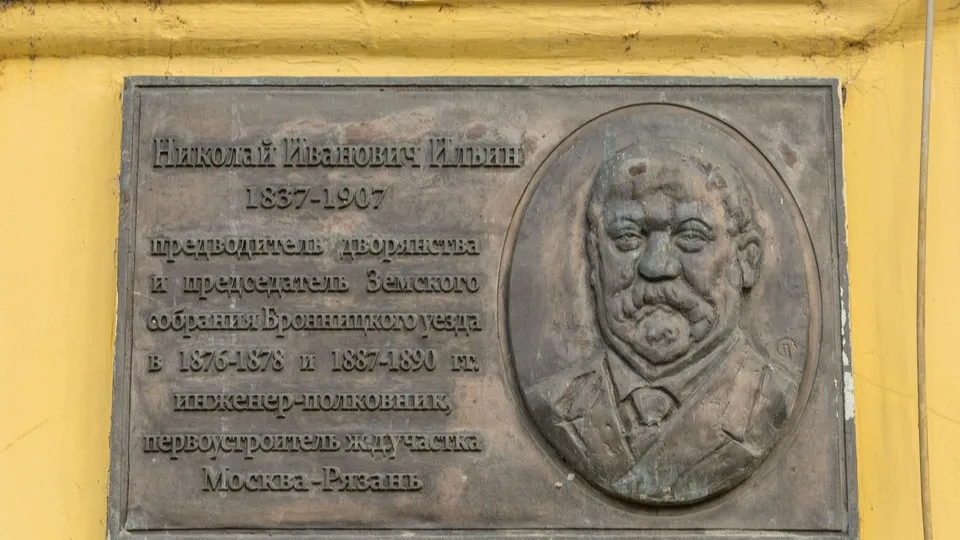 Николай Иванович Ильин
1837-1907
предводитель дворянства
и председатель Земского
собрания Бронницкого уезда
в 1876-1878 и 1887-1890 гг.
инженер-полковник,
первоустроитель ж.д.участка
Москва-Рязань